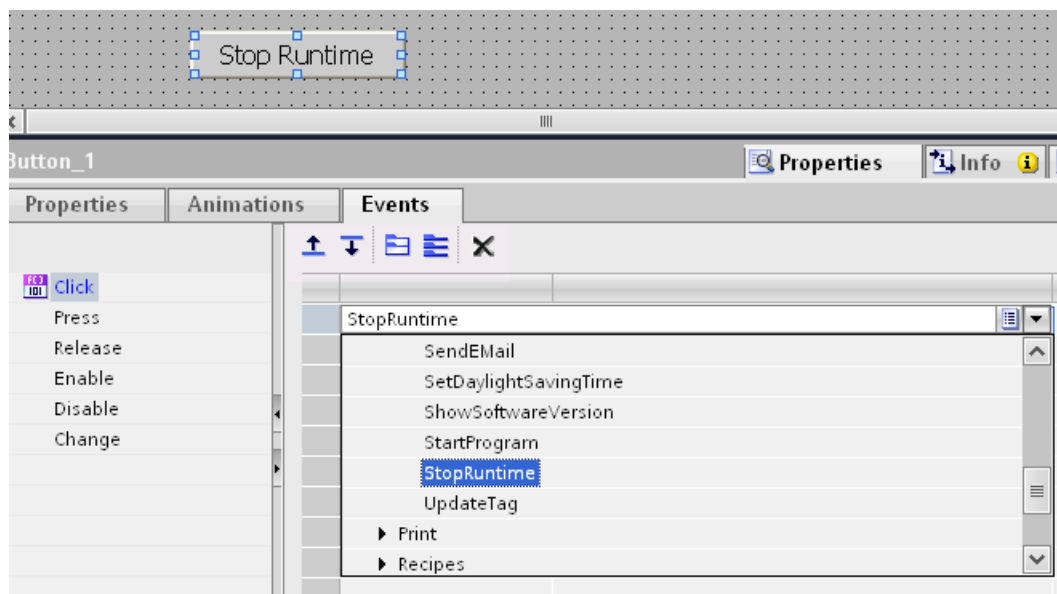 Stop Runtime
Button_1
Properties Info
Properties Animations Events
Click
Press
Release
Enable
Disable
Change
StopRuntime
SendEMail
SetDaylightSavingTime
ShowSoftwareVersion
StartProgram
StopRuntime
UpdateTag
Print
Recipes